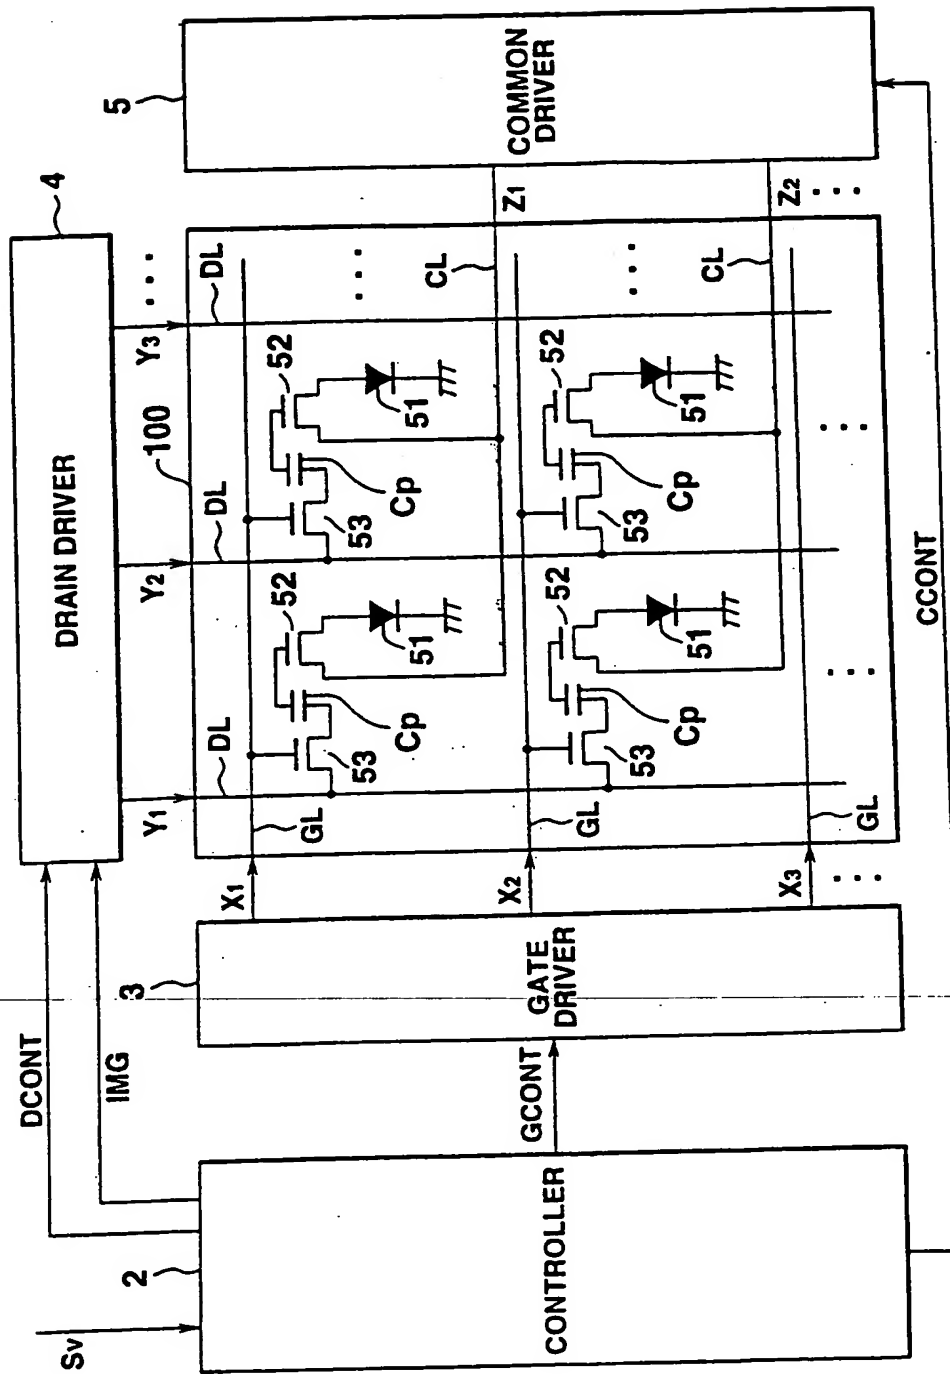 DCONT
DRAIN DRIVER
4
Sv
IMG
2
3
Y1
Y2
100
Y3
5
DL
DL
DL
X1
GL
52
52
53
53
51
51
Cp
Cp
CL
Z1
CONTROLLER
GCONT
GATE
DRIVER
COMMON
DRIVER
X2
GL
52
52
53
53
51
51
Cp
Cp
CL
Z2
X3
GL
CCONT